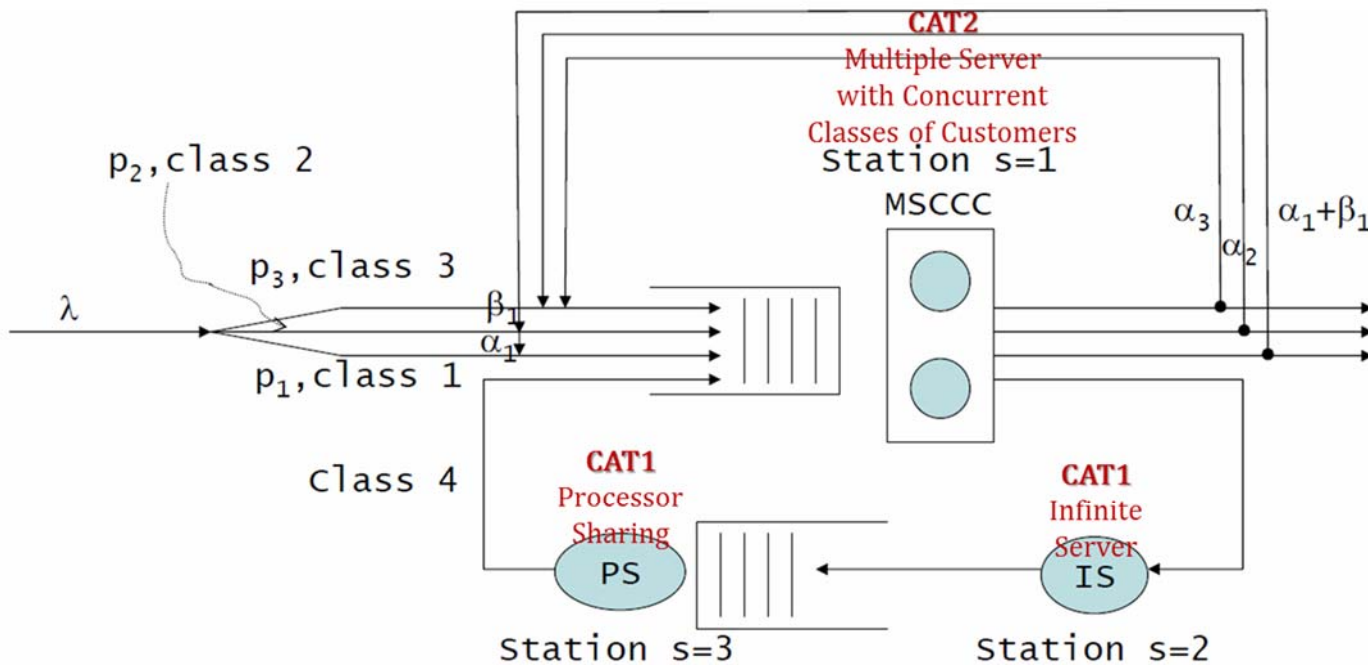 CAT2
Multiple Server
with Concurrent
Classes of Customers
Station s=1
MSCCC
p₂,class 2
α₃
α₂
α₁+β₁
p₃,class 3
λ
β₁
α₁
p₁,class 1
Class 4
CAT1
Processor
Sharing
PS
Station s=3
CAT1
Infinite
Server
IS
Station s=2